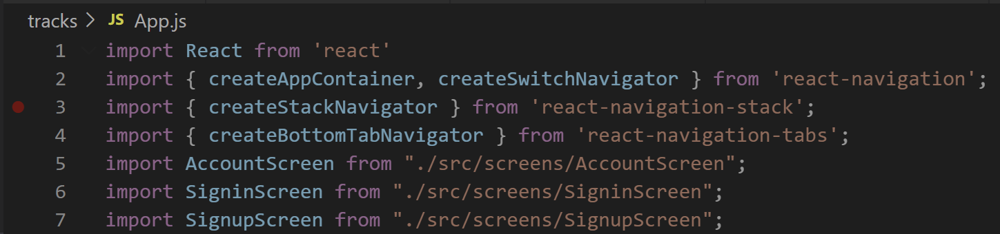 tracks > JS App.js
1 import React from 'react'
2 import { createAppContainer, createSwitchNavigator } from 'react-navigation';
3 import { createStackNavigator } from 'react-navigation-stack';
4 import { createBottomTabNavigator } from 'react-navigation-tabs';
5 import AccountScreen from "./src/screens/AccountScreen";
6 import SigninScreen from "./src/screens/SigninScreen";
7 import SignupScreen from "./src/screens/SignupScreen";